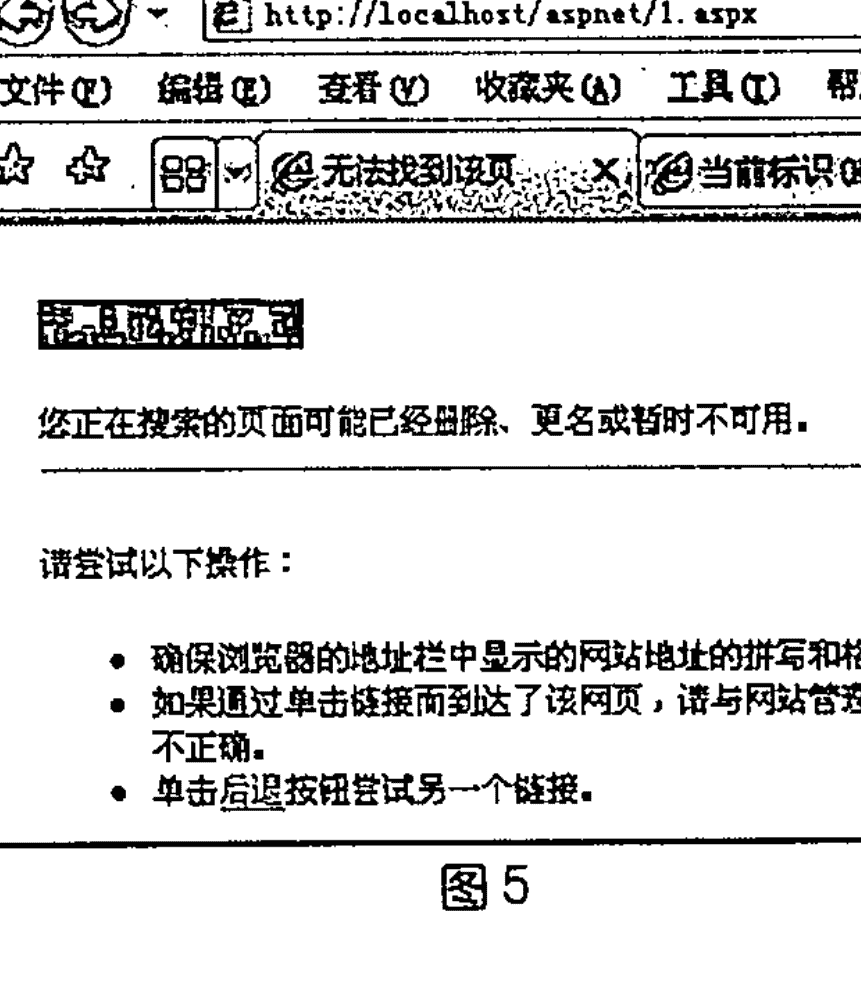 http://localhost/aspnet/1.aspx
文件(F) 编辑(E) 查看(V) 收藏夹(A) 工具(T)
无法找到该页 × 当前标识
您正在搜索的页面可能已经删除、更名或暂时不可用。
请尝试以下操作：
• 确保浏览器的地址栏中显示的网站地址的拼写和格
• 如果通过单击链接而到达了该网页，请与网站管理
不正确。
• 单击后退按钮尝试另一个链接。
图5